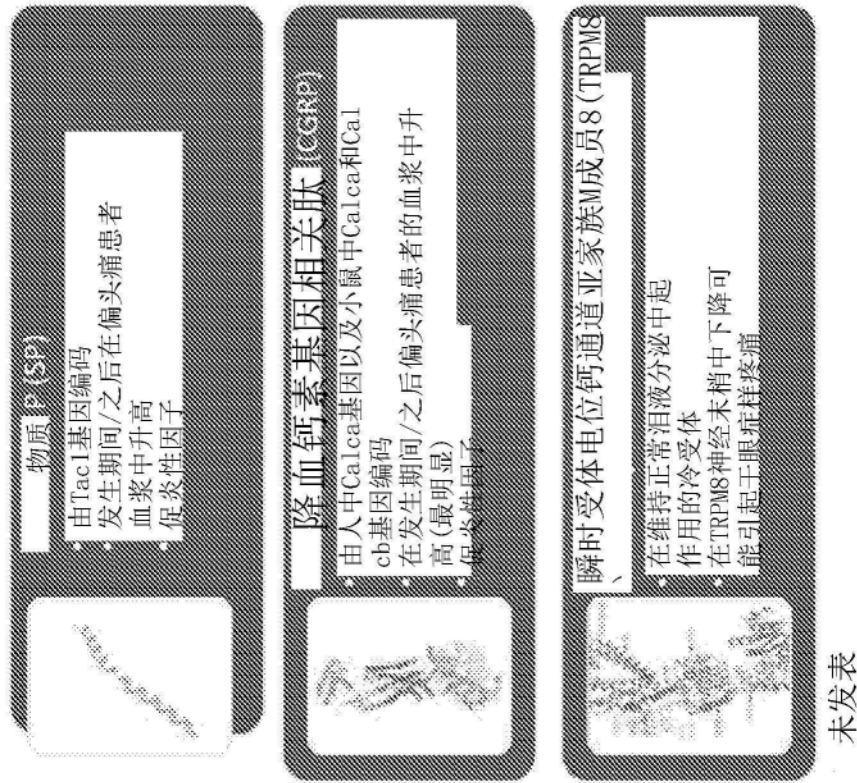 物质 P (SP)
由Tac1基因编码
发生期间/之后在偏头痛患者
血浆中升高
促炎性因子
降血钙素基因相关肽 (CGRP)
由人中Calca基因以及小鼠中Calca和Cal
cb基因编码
在发生期间/之后偏头痛患者的血浆中升
高(最明显)
促炎性因子
瞬时受体电位钙通道亚家族M成员8(TRPM8
、
在维持正常泪液分泌中起
作用的冷受体
在TRPM8神经末梢中下降可
能引起干眼症样疼痛
未发表